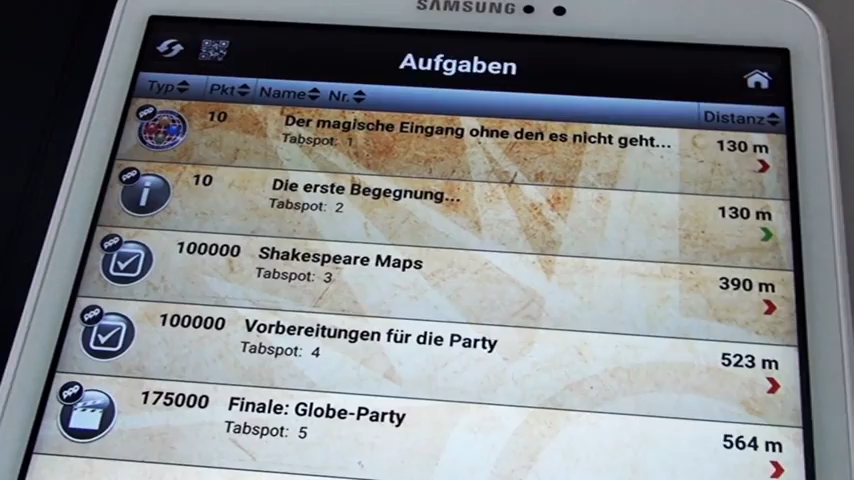 SAMSUNG
Aufgaben
Typ Pkt Name Nr. Distanz
10 Der magische Eingang ohne den es nicht geht... 130 m
Tabspot: 1
10 Die erste Begegnung... 130 m
Tabspot: 2
100000 Shakespeare Maps 390 m
Tabspot: 3
100000 Vorbereitungen für die Party 523 m
Tabspot: 4
175000 Finale: Globe-Party 564 m
Tabspot: 5